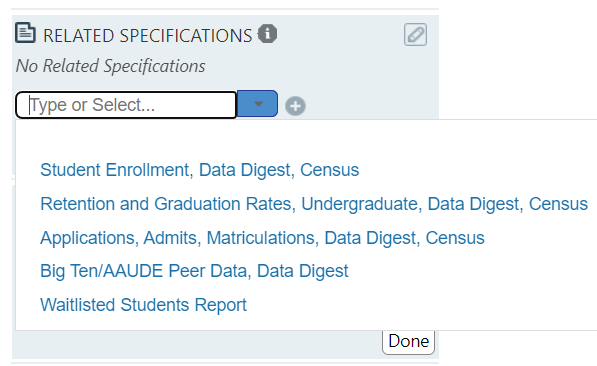 RELATED SPECIFICATIONS
No Related Specifications
Type or Select...
Student Enrollment, Data Digest, Census
Retention and Graduation Rates, Undergraduate, Data Digest, Census
Applications, Admits, Matriculations, Data Digest, Census
Big Ten/AAUDE Peer Data, Data Digest
Waitlisted Students Report
Done